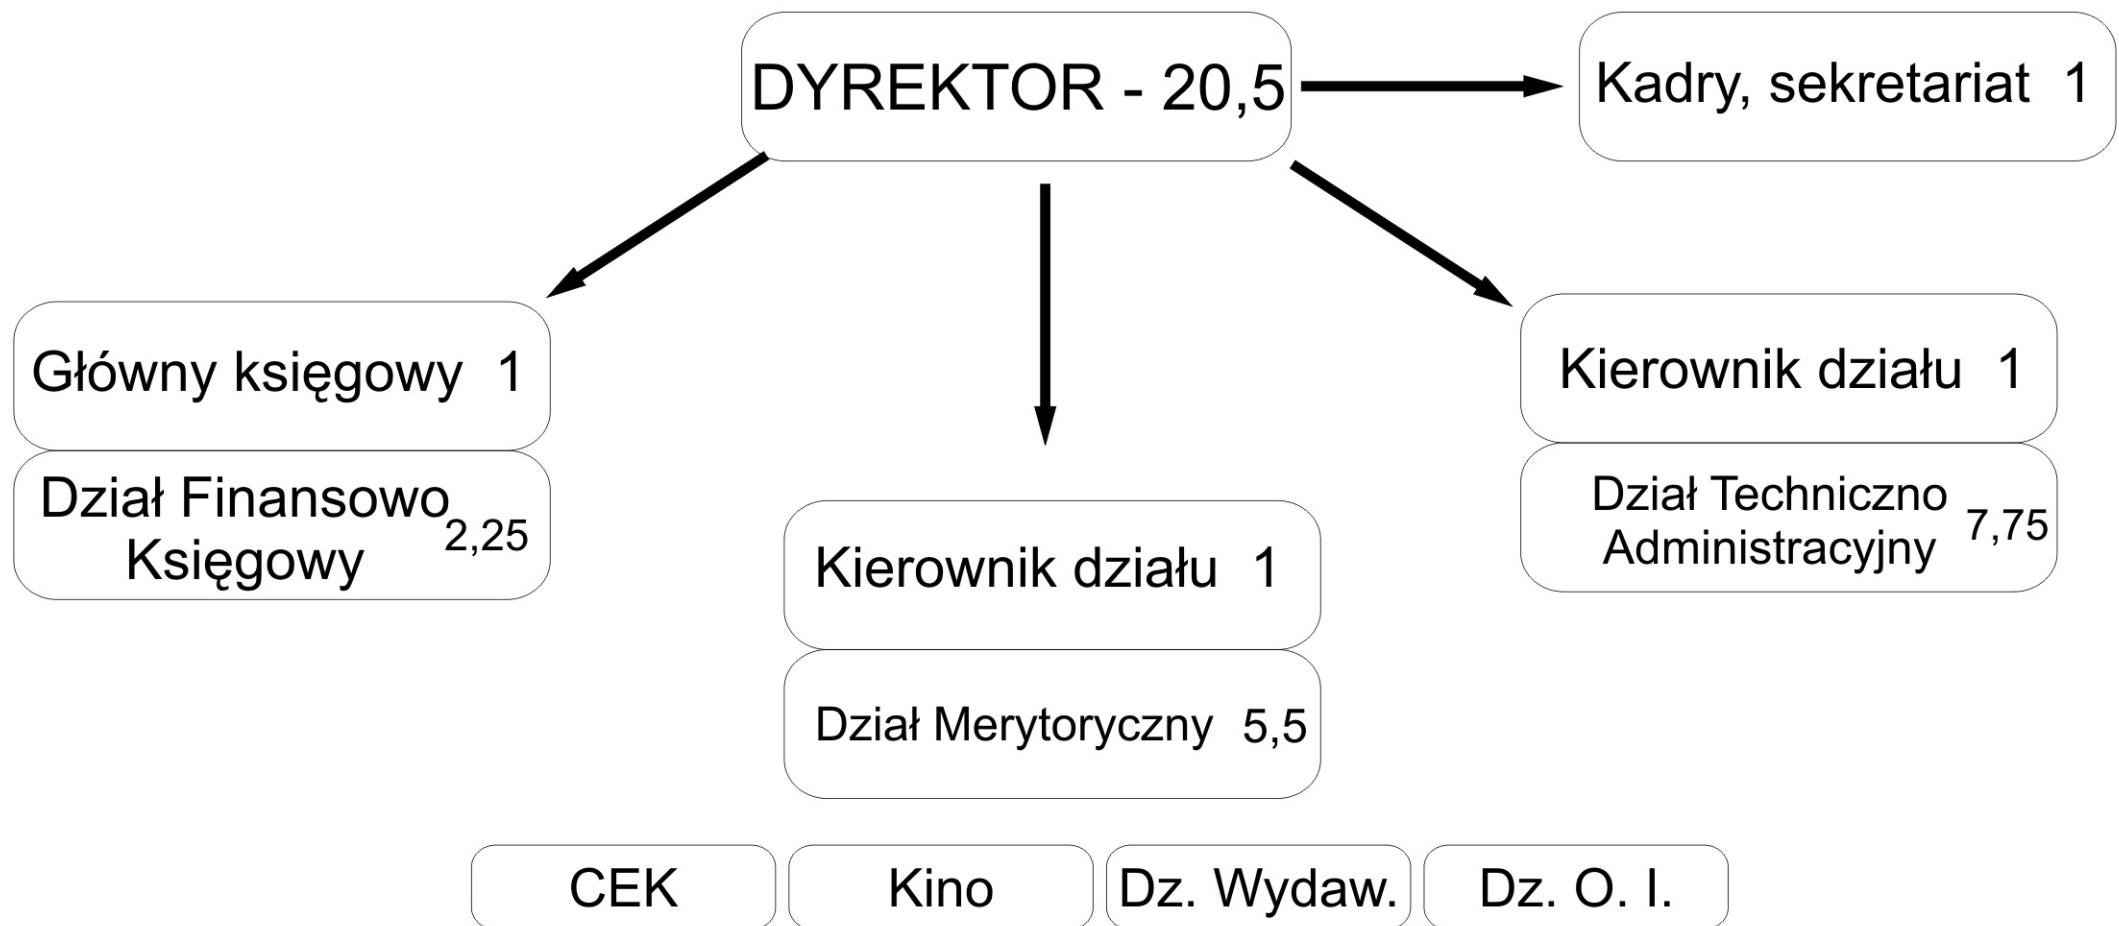 DYREKTOR - 20,5
Kadry, sekretariat 1
Główny księgowy 1
Dział Finansowo
Księgowy 2,25
Kierownik działu 1
Dział Merytoryczny 5,5
Kierownik działu 1
Dział Techniczno
Administracyjny 7,75
CEK
Kino
Dz. Wydaw.
Dz. O. I.